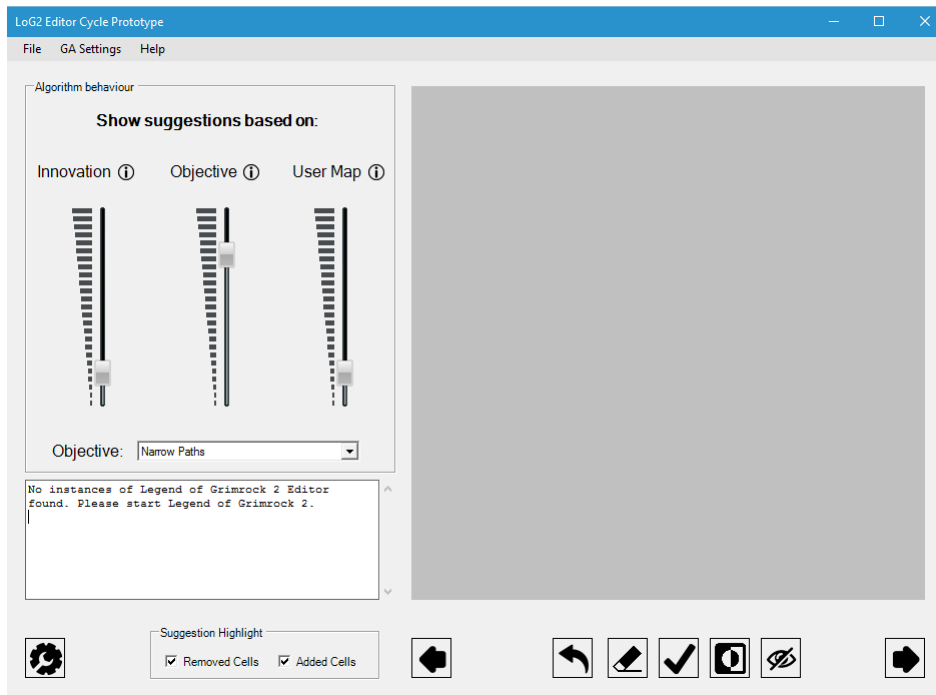 LoG2 Editor Cycle Prototype
File GA Settings Help
Algorithm behaviour
Show suggestions based on:
Innovation Objective User Map
Objective: Narrow Paths
No instances of Legend of Grimrock 2 Editor
found. Please start Legend of Grimrock 2.
Suggestion Highlight
Removed Cells Added Cells